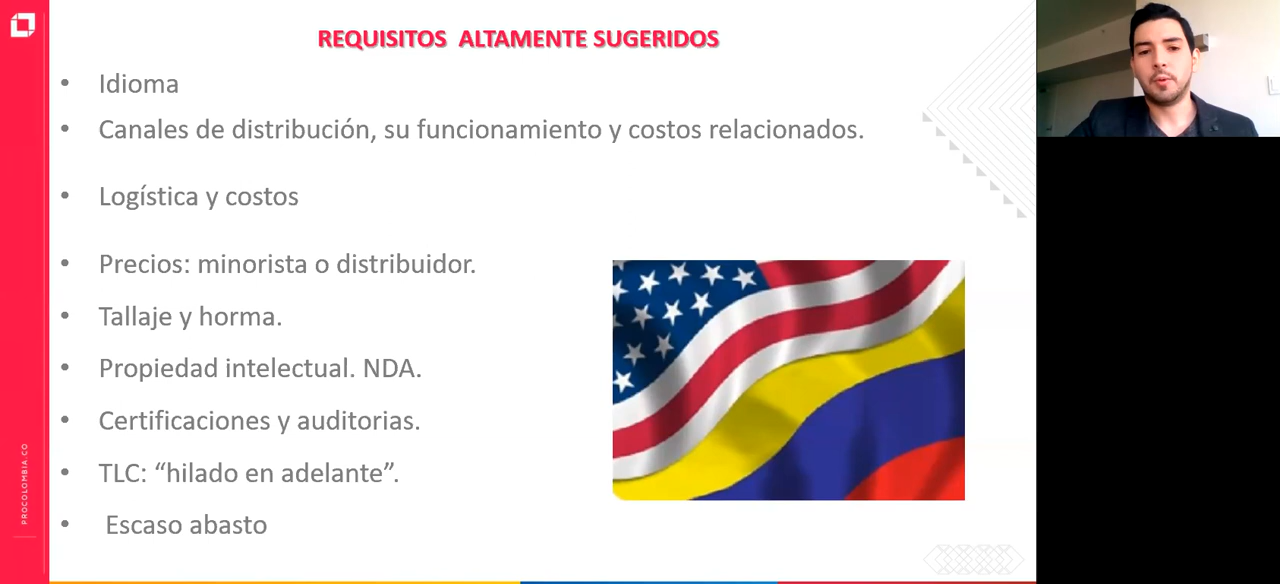 REQUISITOS ALTAMENTE SUGERIDOS
• Idioma
• Canales de distribución, su funcionamiento y costos relacionados.
• Logística y costos
• Precios: minorista o distribuidor.
• Tallaje y horma.
• Propiedad intelectual. NDA.
• Certificaciones y auditorias.
• TLC: “hilado en adelante”.
• Escaso abasto
PROCOLOMBIA.CO